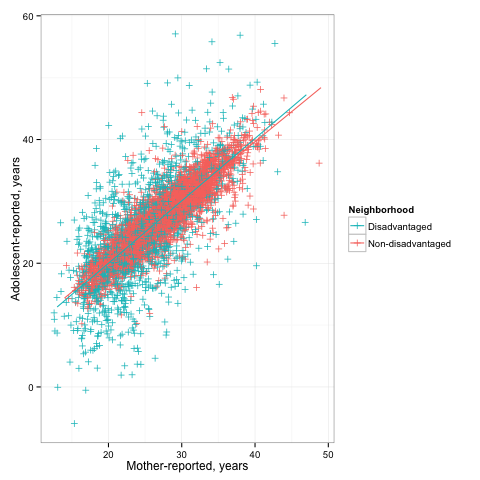 60
40
20
0
Adolescent-reported, years
20
30
40
50
Mother-reported, years
Neighborhood
Disadvantaged
Non-disadvantaged